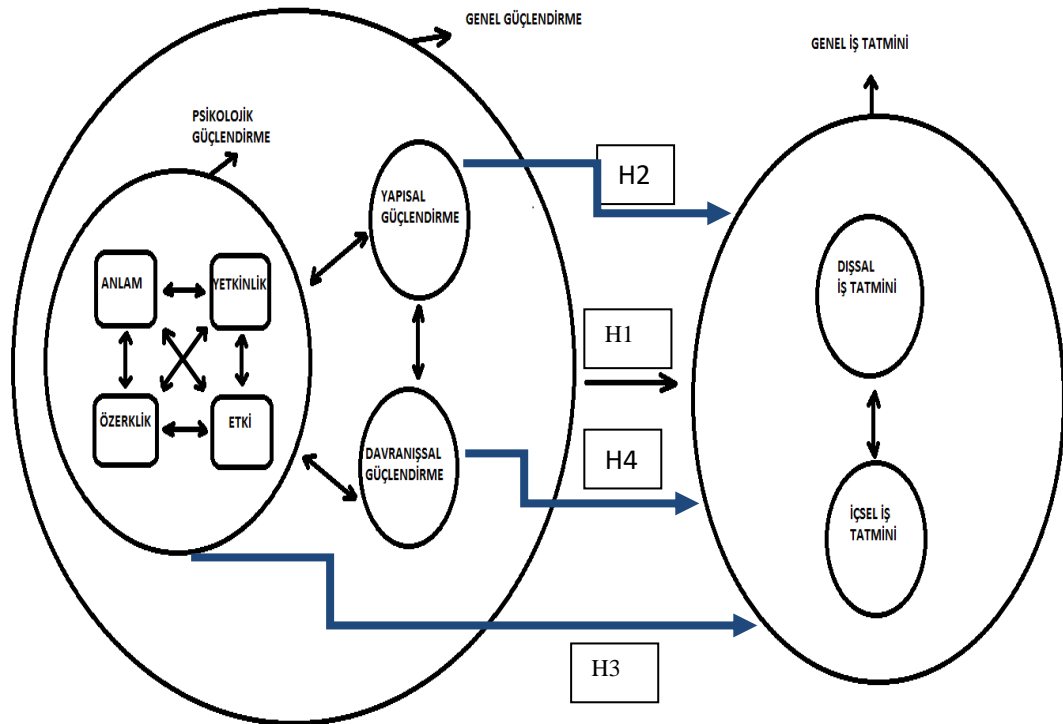 GENEL GÜÇLENDİRME
GENEL İŞ TATMİNİ
PSİKOLOJİK
GÜÇLENDİRME
H2
YAPISAL
GÜÇLENDİRME
ANLAM
YETKİNLİK
DIŞSAL
İŞ TATMİNİ
H1
ÖZERKLİK
ETKİ
DAVRANIŞSAL
GÜÇLENDİRME
H4
İÇSEL İŞ
TATMİNİ
H3